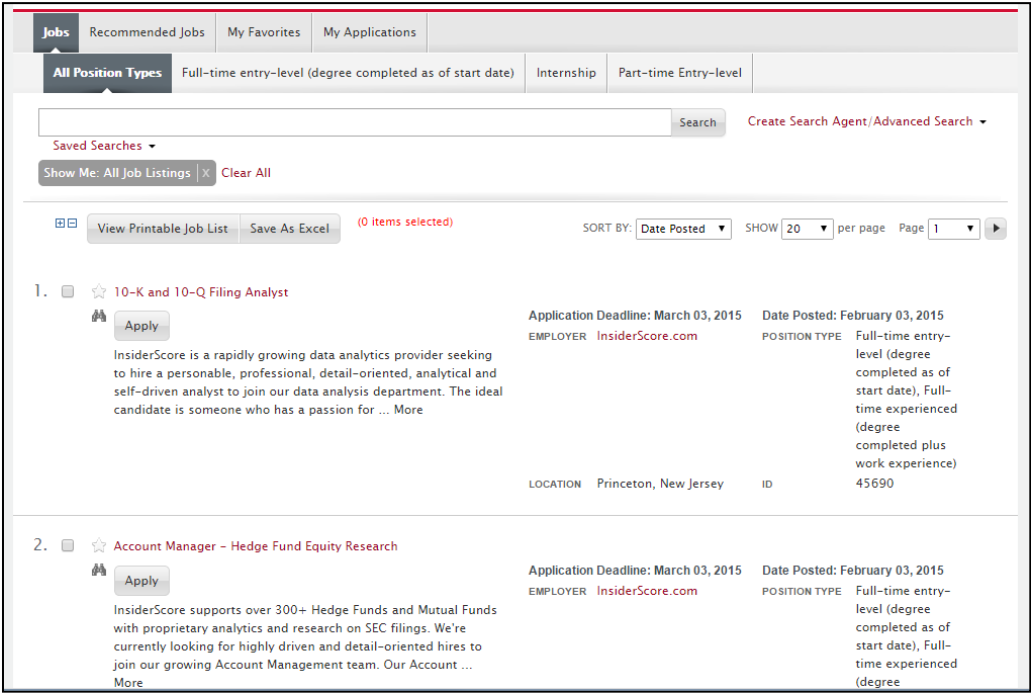 Jobs Recommended Jobs My Favorites My Applications
All Position Types Full-time entry-level (degree completed as of start date) Internship Part-time Entry-level
Search Create Search Agent/Advanced Search
Saved Searches
Show Me: All Job Listings X Clear All
View Printable Job List Save As Excel (0 items selected) SORT BY: Date Posted SHOW 20 per page Page 1
1. 10-K and 10-Q Filing Analyst
Apply
InsiderScore is a rapidly growing data analytics provider seeking
to hire a personable, professional, detail-oriented, analytical and
self-driven analyst to join our data analysis department. The ideal
candidate is someone who has a passion for ... More
Application Deadline: March 03, 2015
EMPLOYER InsiderScore.com
LOCATION Princeton, New Jersey
Date Posted: February 03, 2015
POSITION TYPE Full-time entry-
level (degree
completed as of
start date), Full-
time experienced
(degree
completed plus
work experience)
ID 45690
2. Account Manager - Hedge Fund Equity Research
Apply
InsiderScore supports over 300+ Hedge Funds and Mutual Funds
with proprietary analytics and research on SEC filings. We're
currently looking for highly driven and detail-oriented hires to
join our growing Account Management team. Our Account ...
More
Application Deadline: March 03, 2015
EMPLOYER InsiderScore.com
Date Posted: February 03, 2015
POSITION TYPE Full-time entry-
level (degree
completed as of
start date), Full-
time experienced
(degree